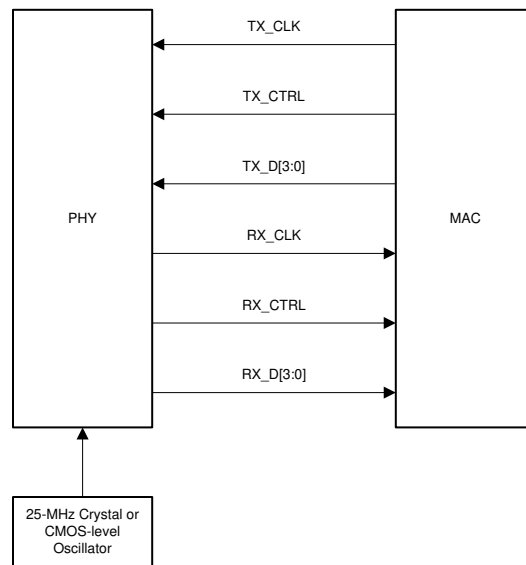 TX_CLK
TX_CTRL
TX_D[3:0]
PHY
MAC
RX_CLK
RX_CTRL
RX_D[3:0]
25-MHz Crystal or
CMOS-level
Oscillator